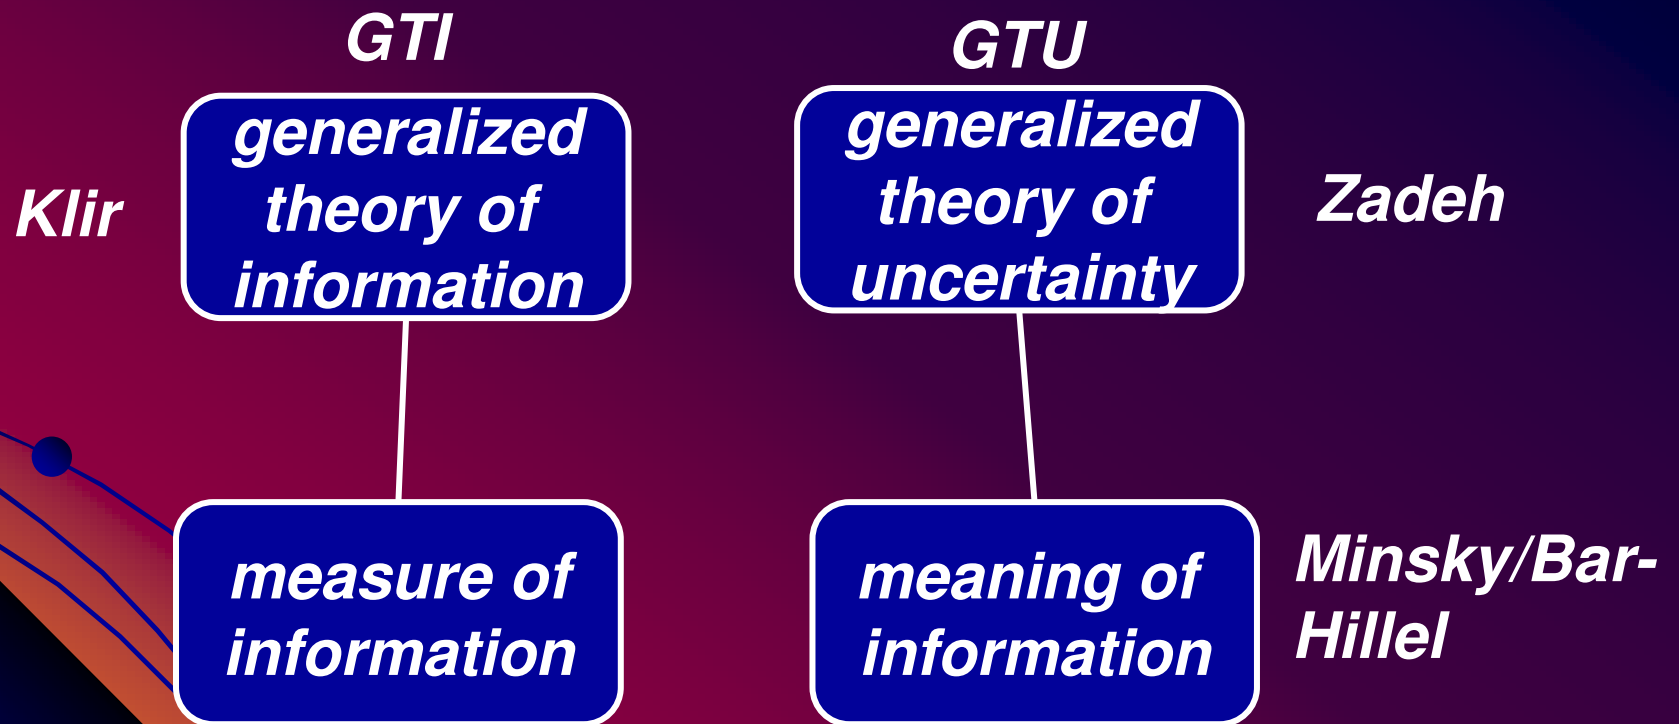 GTI
generalized
theory of
information
Klir
measure of
information
GTU
generalized
theory of
uncertainty
Zadeh
meaning of
information
Minsky/Bar-
Hillel